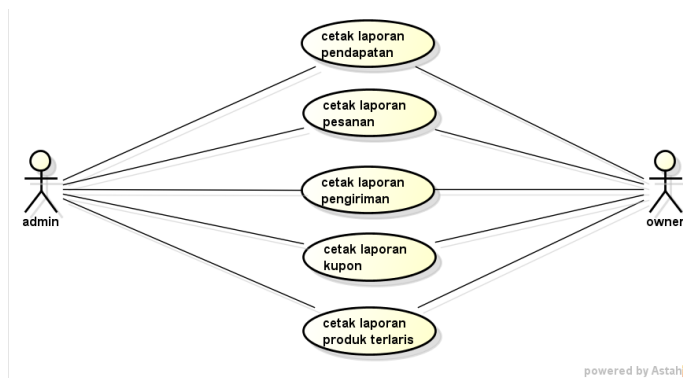 cetak laporan
pendapatan
cetak laporan
pesanan
cetak laporan
pengiriman
admin
owner
cetak laporan
kupon
cetak laporan
produk terlaris
powered by Astah